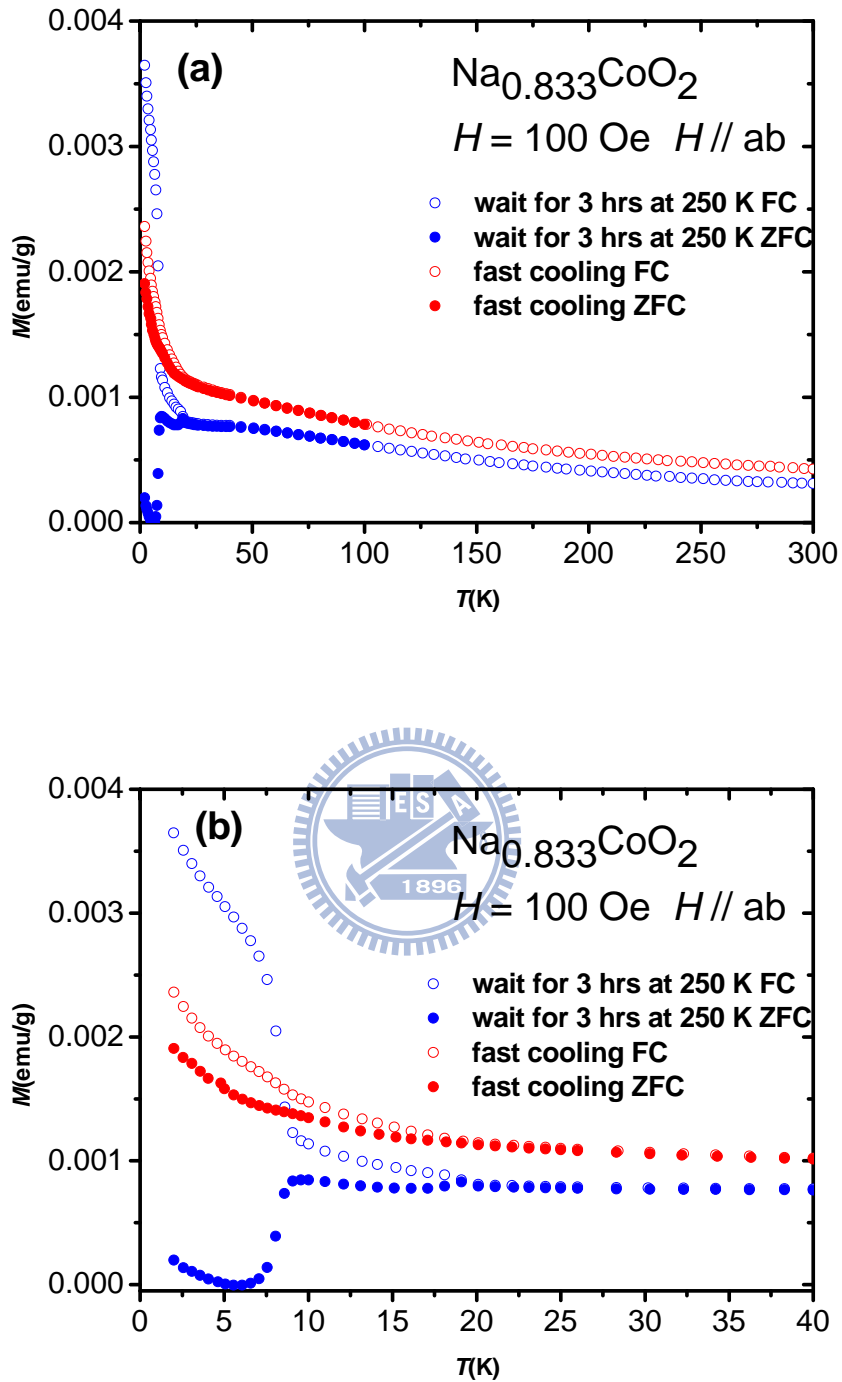 0.004
0.003
0.002
0.001
0.000
M(emu/g)
(a)
Na0.833CoO2
H = 100 Oe H // ab
wait for 3 hrs at 250 K FC
wait for 3 hrs at 250 K ZFC
fast cooling FC
fast cooling ZFC
0 50 100 150 200 250 300
T(K)
0.004
0.003
0.002
0.001
0.000
M(emu/g)
(b)
Na0.833CoO2
H = 100 Oe H // ab
wait for 3 hrs at 250 K FC
wait for 3 hrs at 250 K ZFC
fast cooling FC
fast cooling ZFC
E S A
1896
0 5 10 15 20 25 30 35 40
T(K)